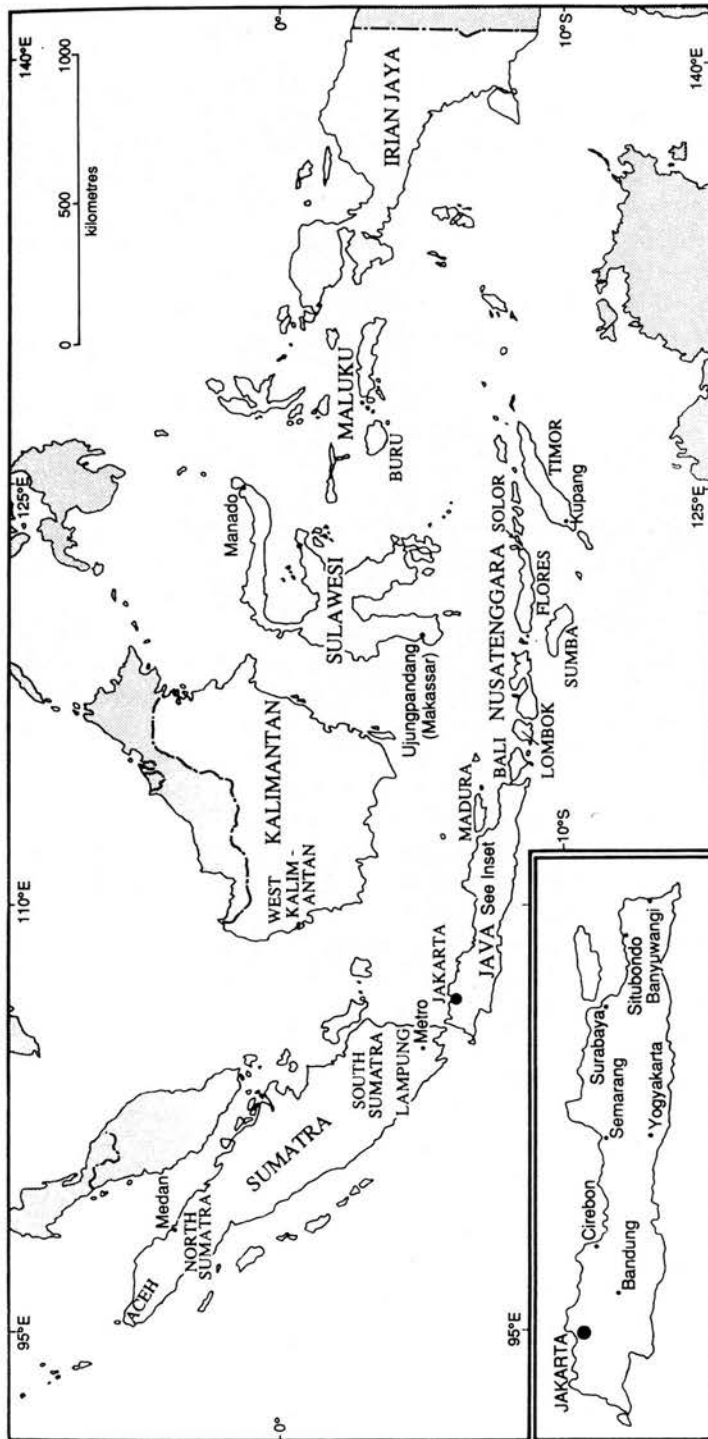 95°E
110°E
125°E
140°E
0
500
1000
kilometres
0°
0°
ACEH
Medan
NORTH
SUMATRA
SUMATRA
SOUTH
SUMATRA
LAMPUNG
Metro
JAKARTA
JAVA See Inset
MADURA
BALI
LOMBOK
NUSATENGGARA
SUMBA
FLORES
SOLOR
TIMOR
Kupang
WEST
KALIM-
ANTAN
KALIMANTAN
SULAWESI
Manado
Ujungpandang
(Makassar)
MALUKU
BURU
IRIAN JAYA
10°S
10°S
125°E
140°E
JAKARTA
Bandung
Cirebon
Semarang
Yogyakarta
Surabaya
Situbondo
Banyuwangi